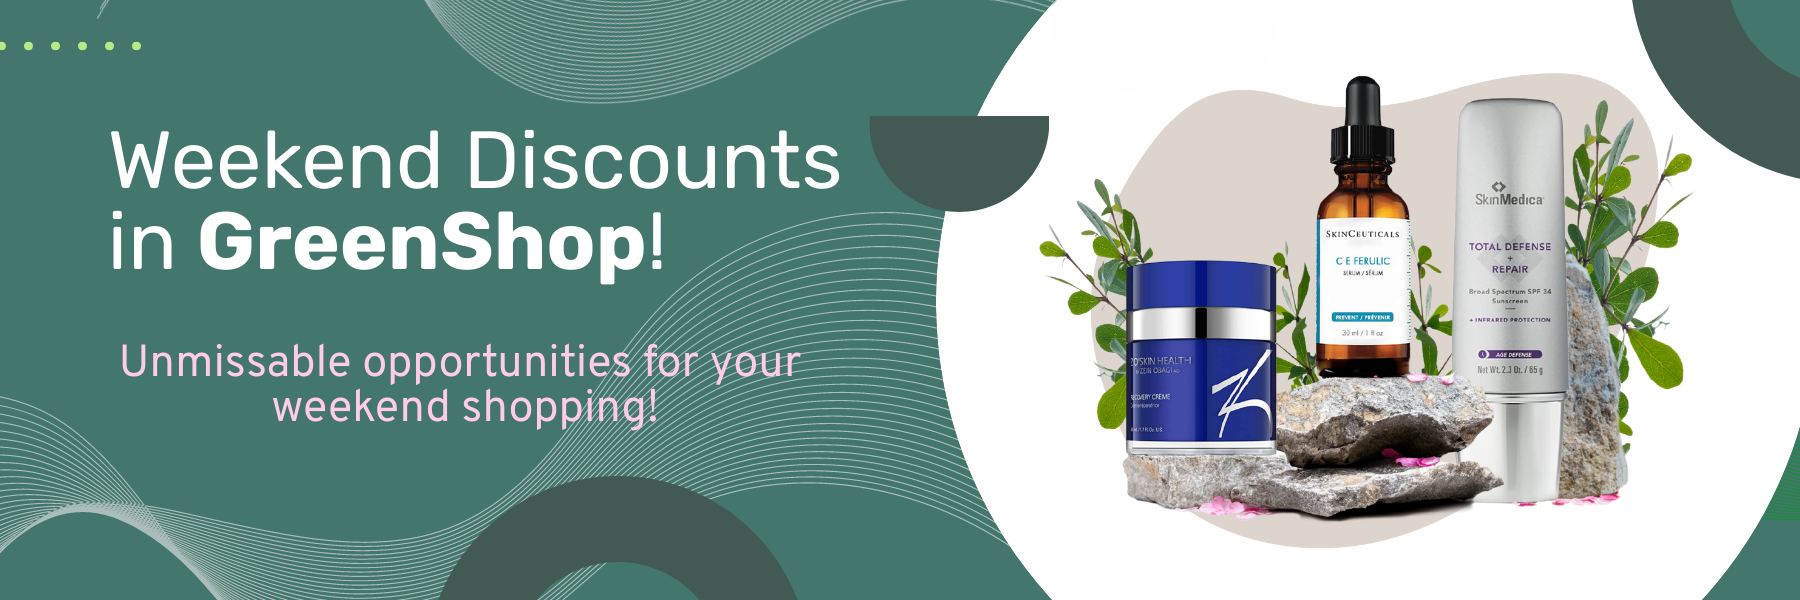 Weekend Discounts
in GreenShop!
Unmissable opportunities for your
weekend shopping!
SKINCEUTICALS
C E FERULIC
SERUM / SÉRUM
PREVENT / PRÉVENIR
30 ml / 1 fl oz
SkinMedica
TOTAL DEFENSE
+
REPAIR
Broad Spectrum SPF 34
Sunscreen
+ INFRARED PROTECTION
AGE DEFENSE
Net Wt. 2.3 Oz. / 65 g
SKIN HEALTH
ZEIN OBAGI
CREME